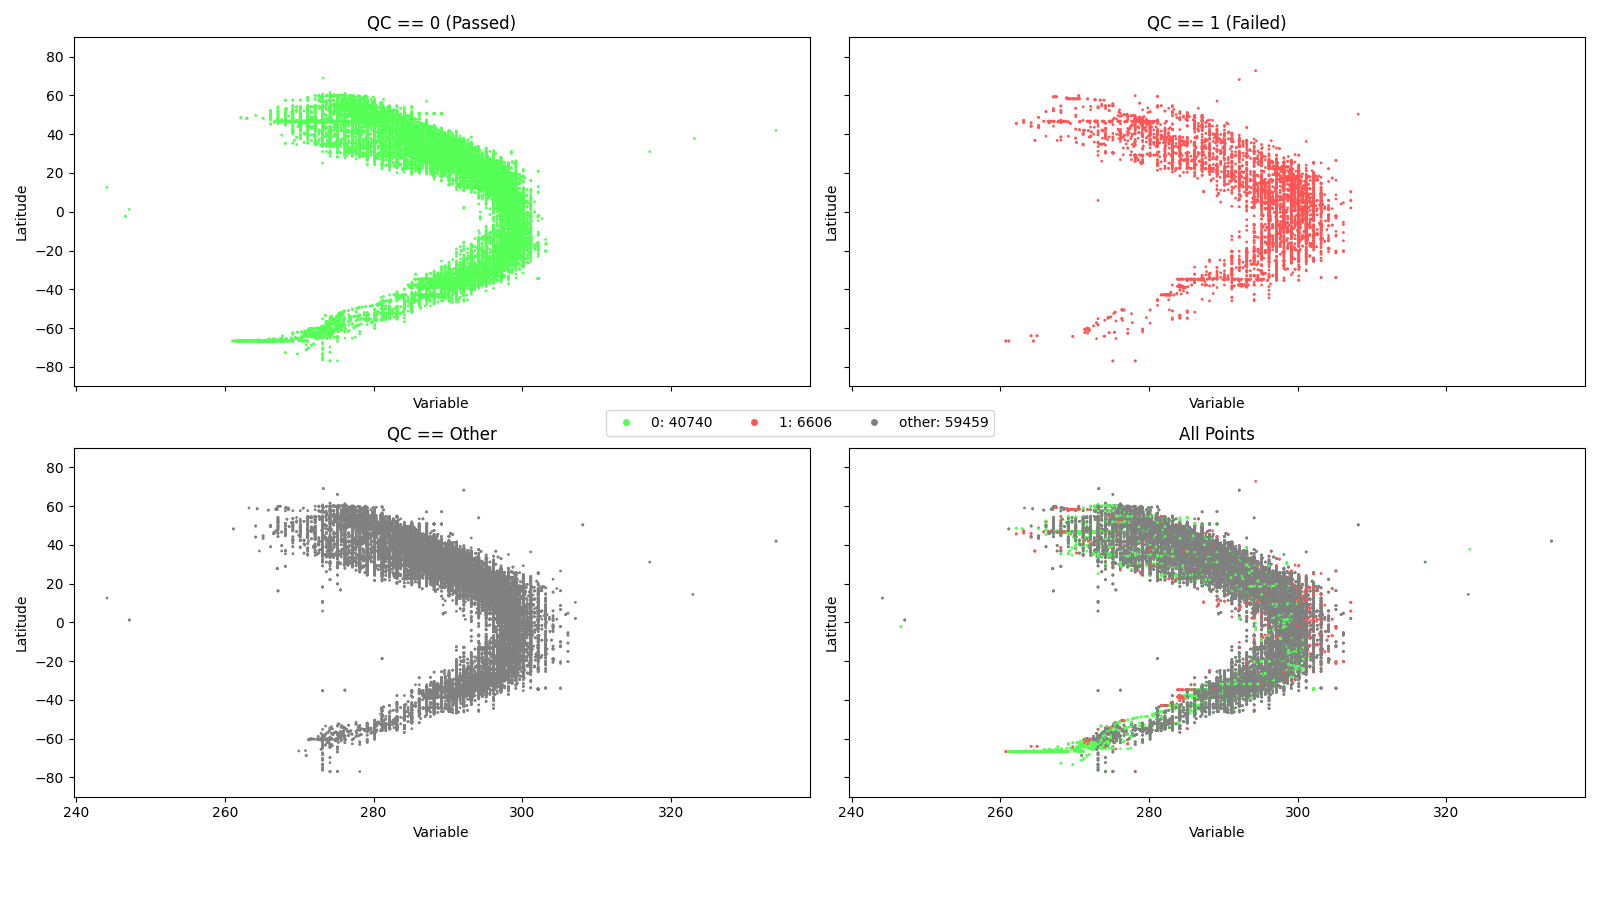 QC == 0 (Passed)
QC == 1 (Failed)
80
60
40
20
0
−20
−40
−60
−80
Latitude
Latitude
Variable
Variable
0: 40740 1: 6606 other: 59459
QC == Other
All Points
80
60
40
20
0
−20
−40
−60
−80
Latitude
Latitude
240 260 280 300 320
240 260 280 300 320
Variable
Variable